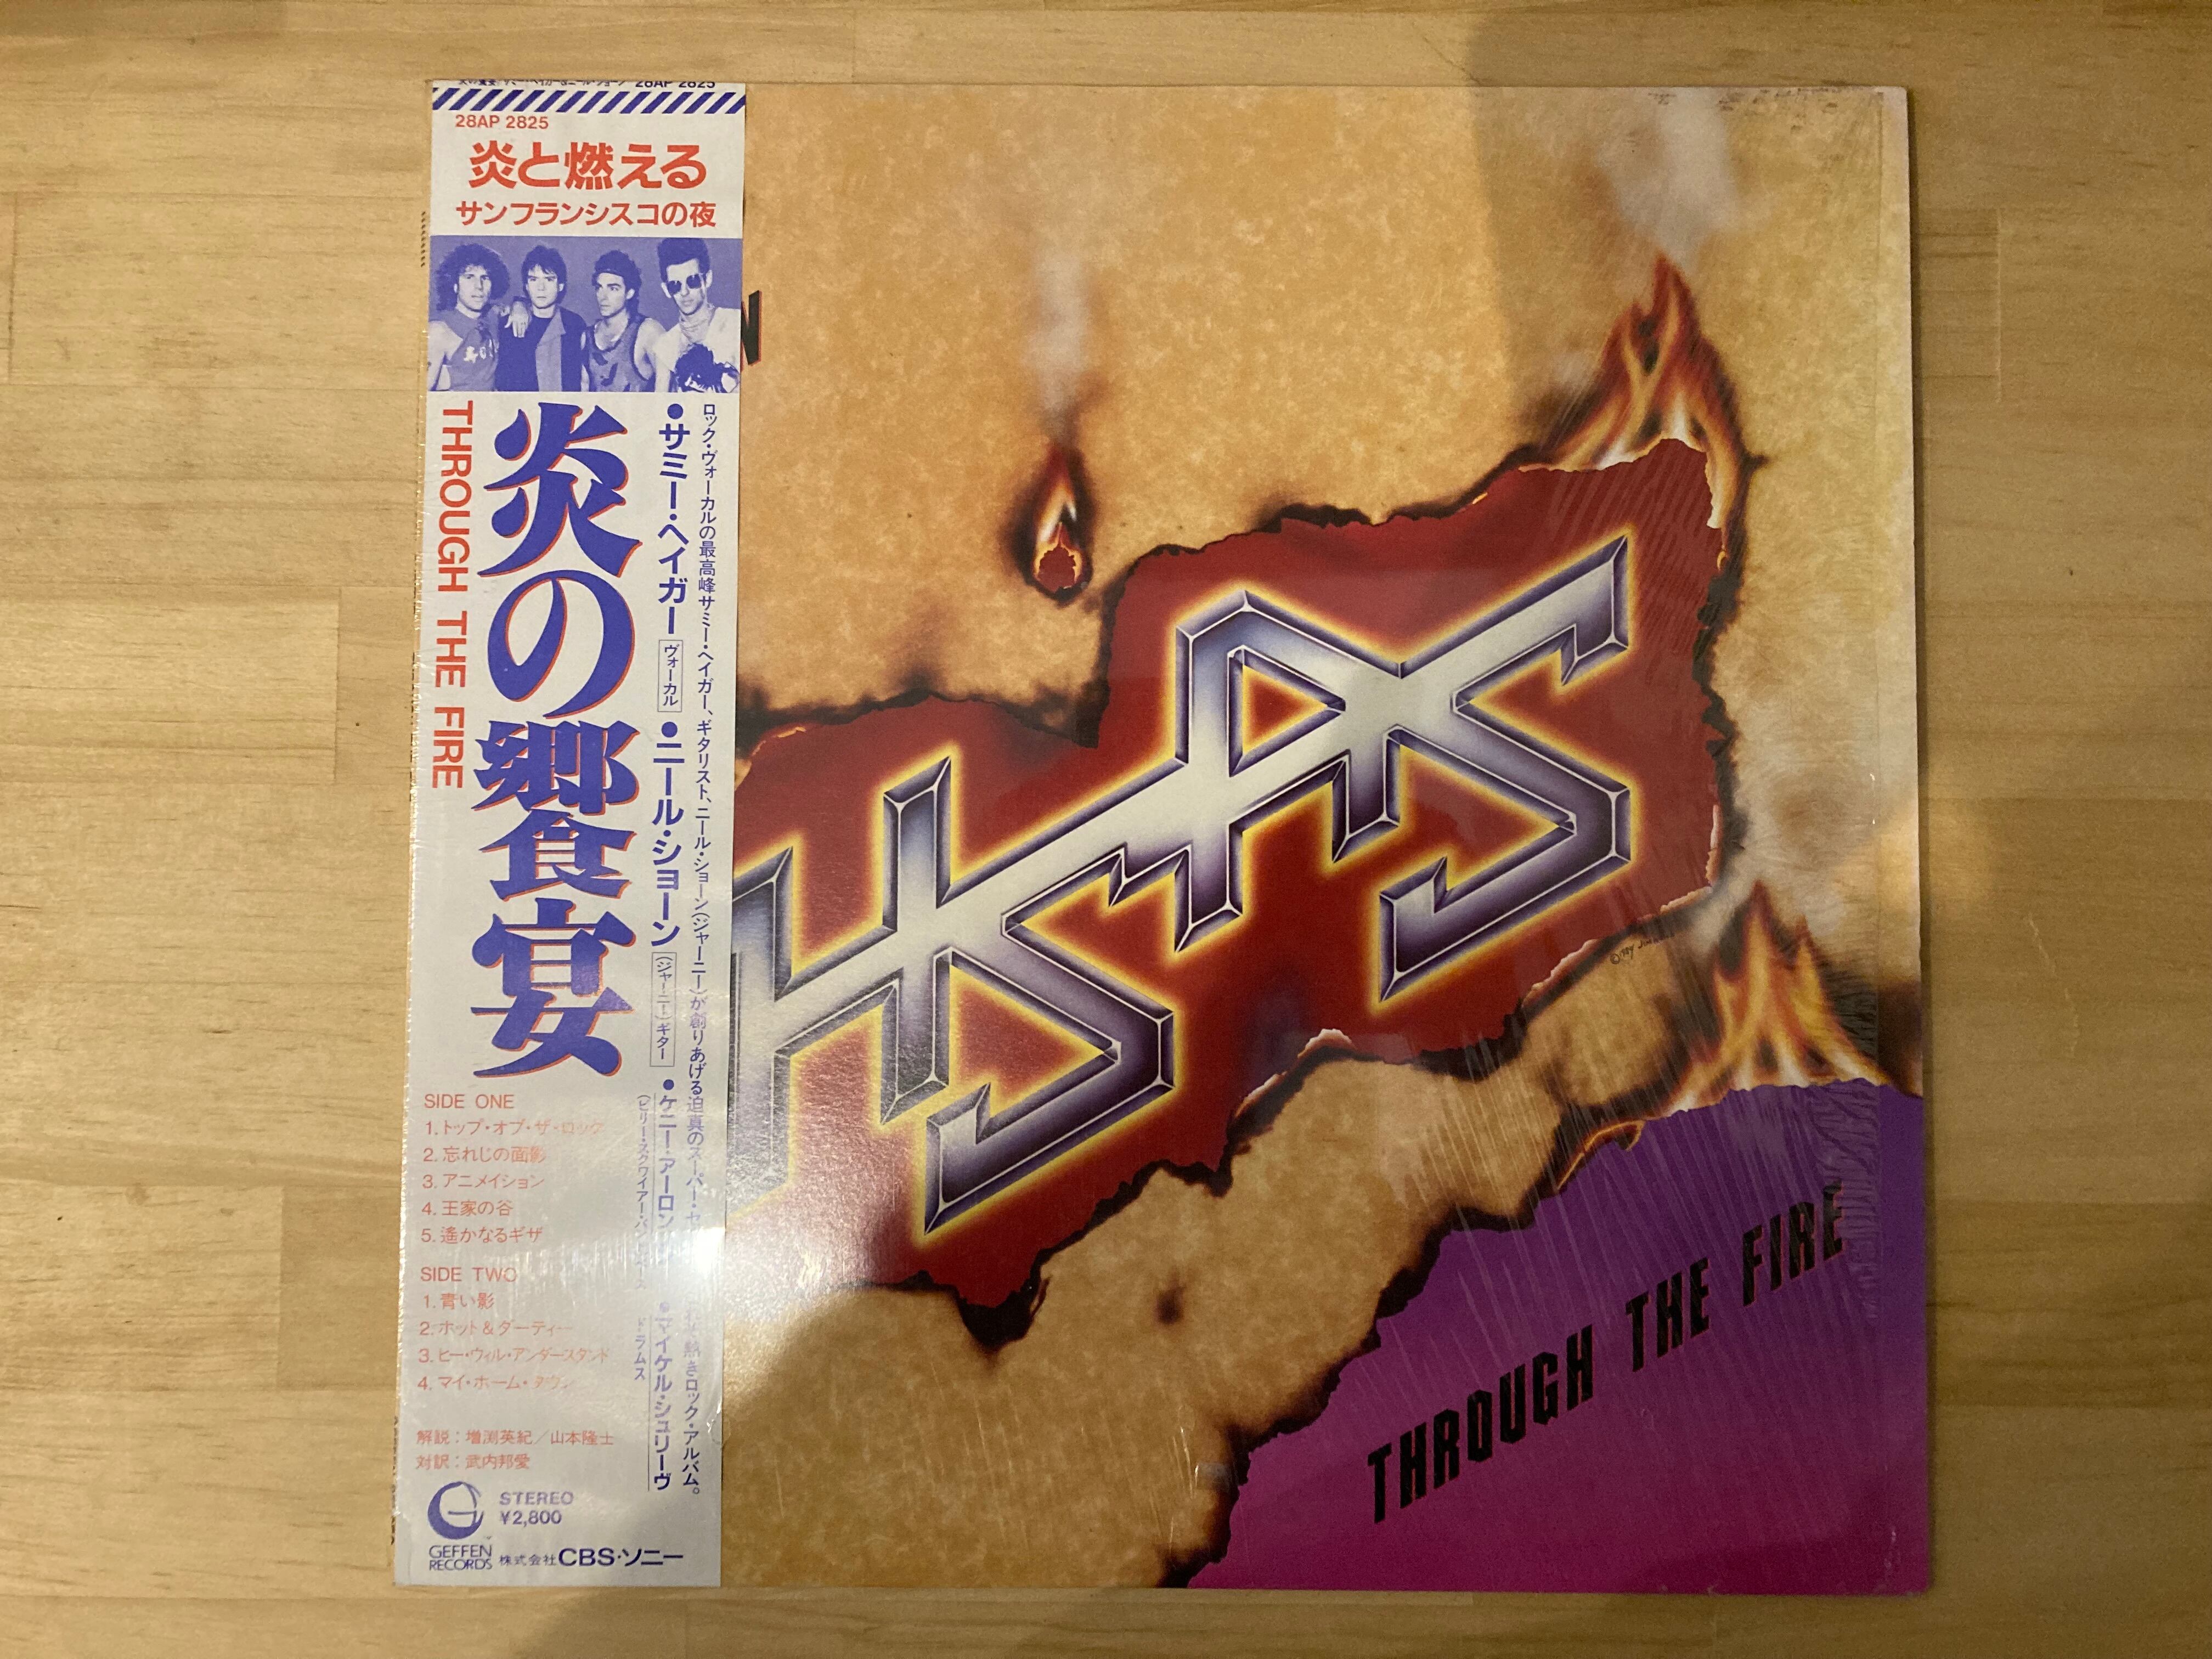 28AP 2825
28AP 2825
炎と燃える
サンフランシスコの夜
ロック・ヴォーカルの最高峰サミー・ヘイガー、ギタリスト、ニール・ショーン(ジャーニー)が創りあげる迫真のスーパー・セ
熱きロック・アルバム。
●サミー・ヘイガー ヴォーカル ●ニール・ショーン (ジャーニー)ギター ●ケニー・アーロン
●マイケル・シュリーヴ
ドラムス
炎の饗宴
THROUGH THE FIRE
SIDE ONE
1.トップ・オブ・ザ・ロック
2.忘れじの面影
3.アニメイション
4.王家の谷
5.遙かなるギザ
SIDE TWO
1.青い影
2.ホット&ダーティー
3.ヒー・ウィル・アンダースタンド
4.マイ・ホーム・タウン
解説：増渕英紀／山本隆士
対訳：武内邦愛
STEREO
¥2,800
GEFFEN
RECORDS
株式会社CBS・ソニー
N
HSAS
THROUGH THE FIRE